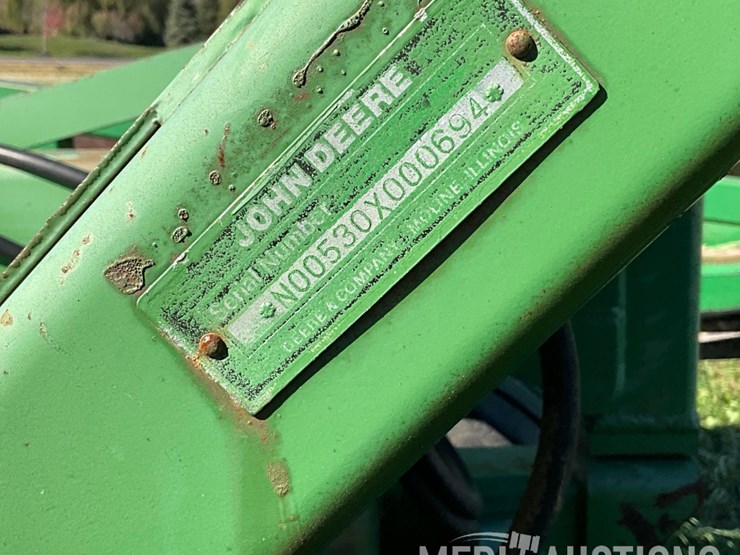 JOHN DEERE
Serial Number
*N00530X000694*
DEERE & COMPANY MOLINE, ILLINOIS